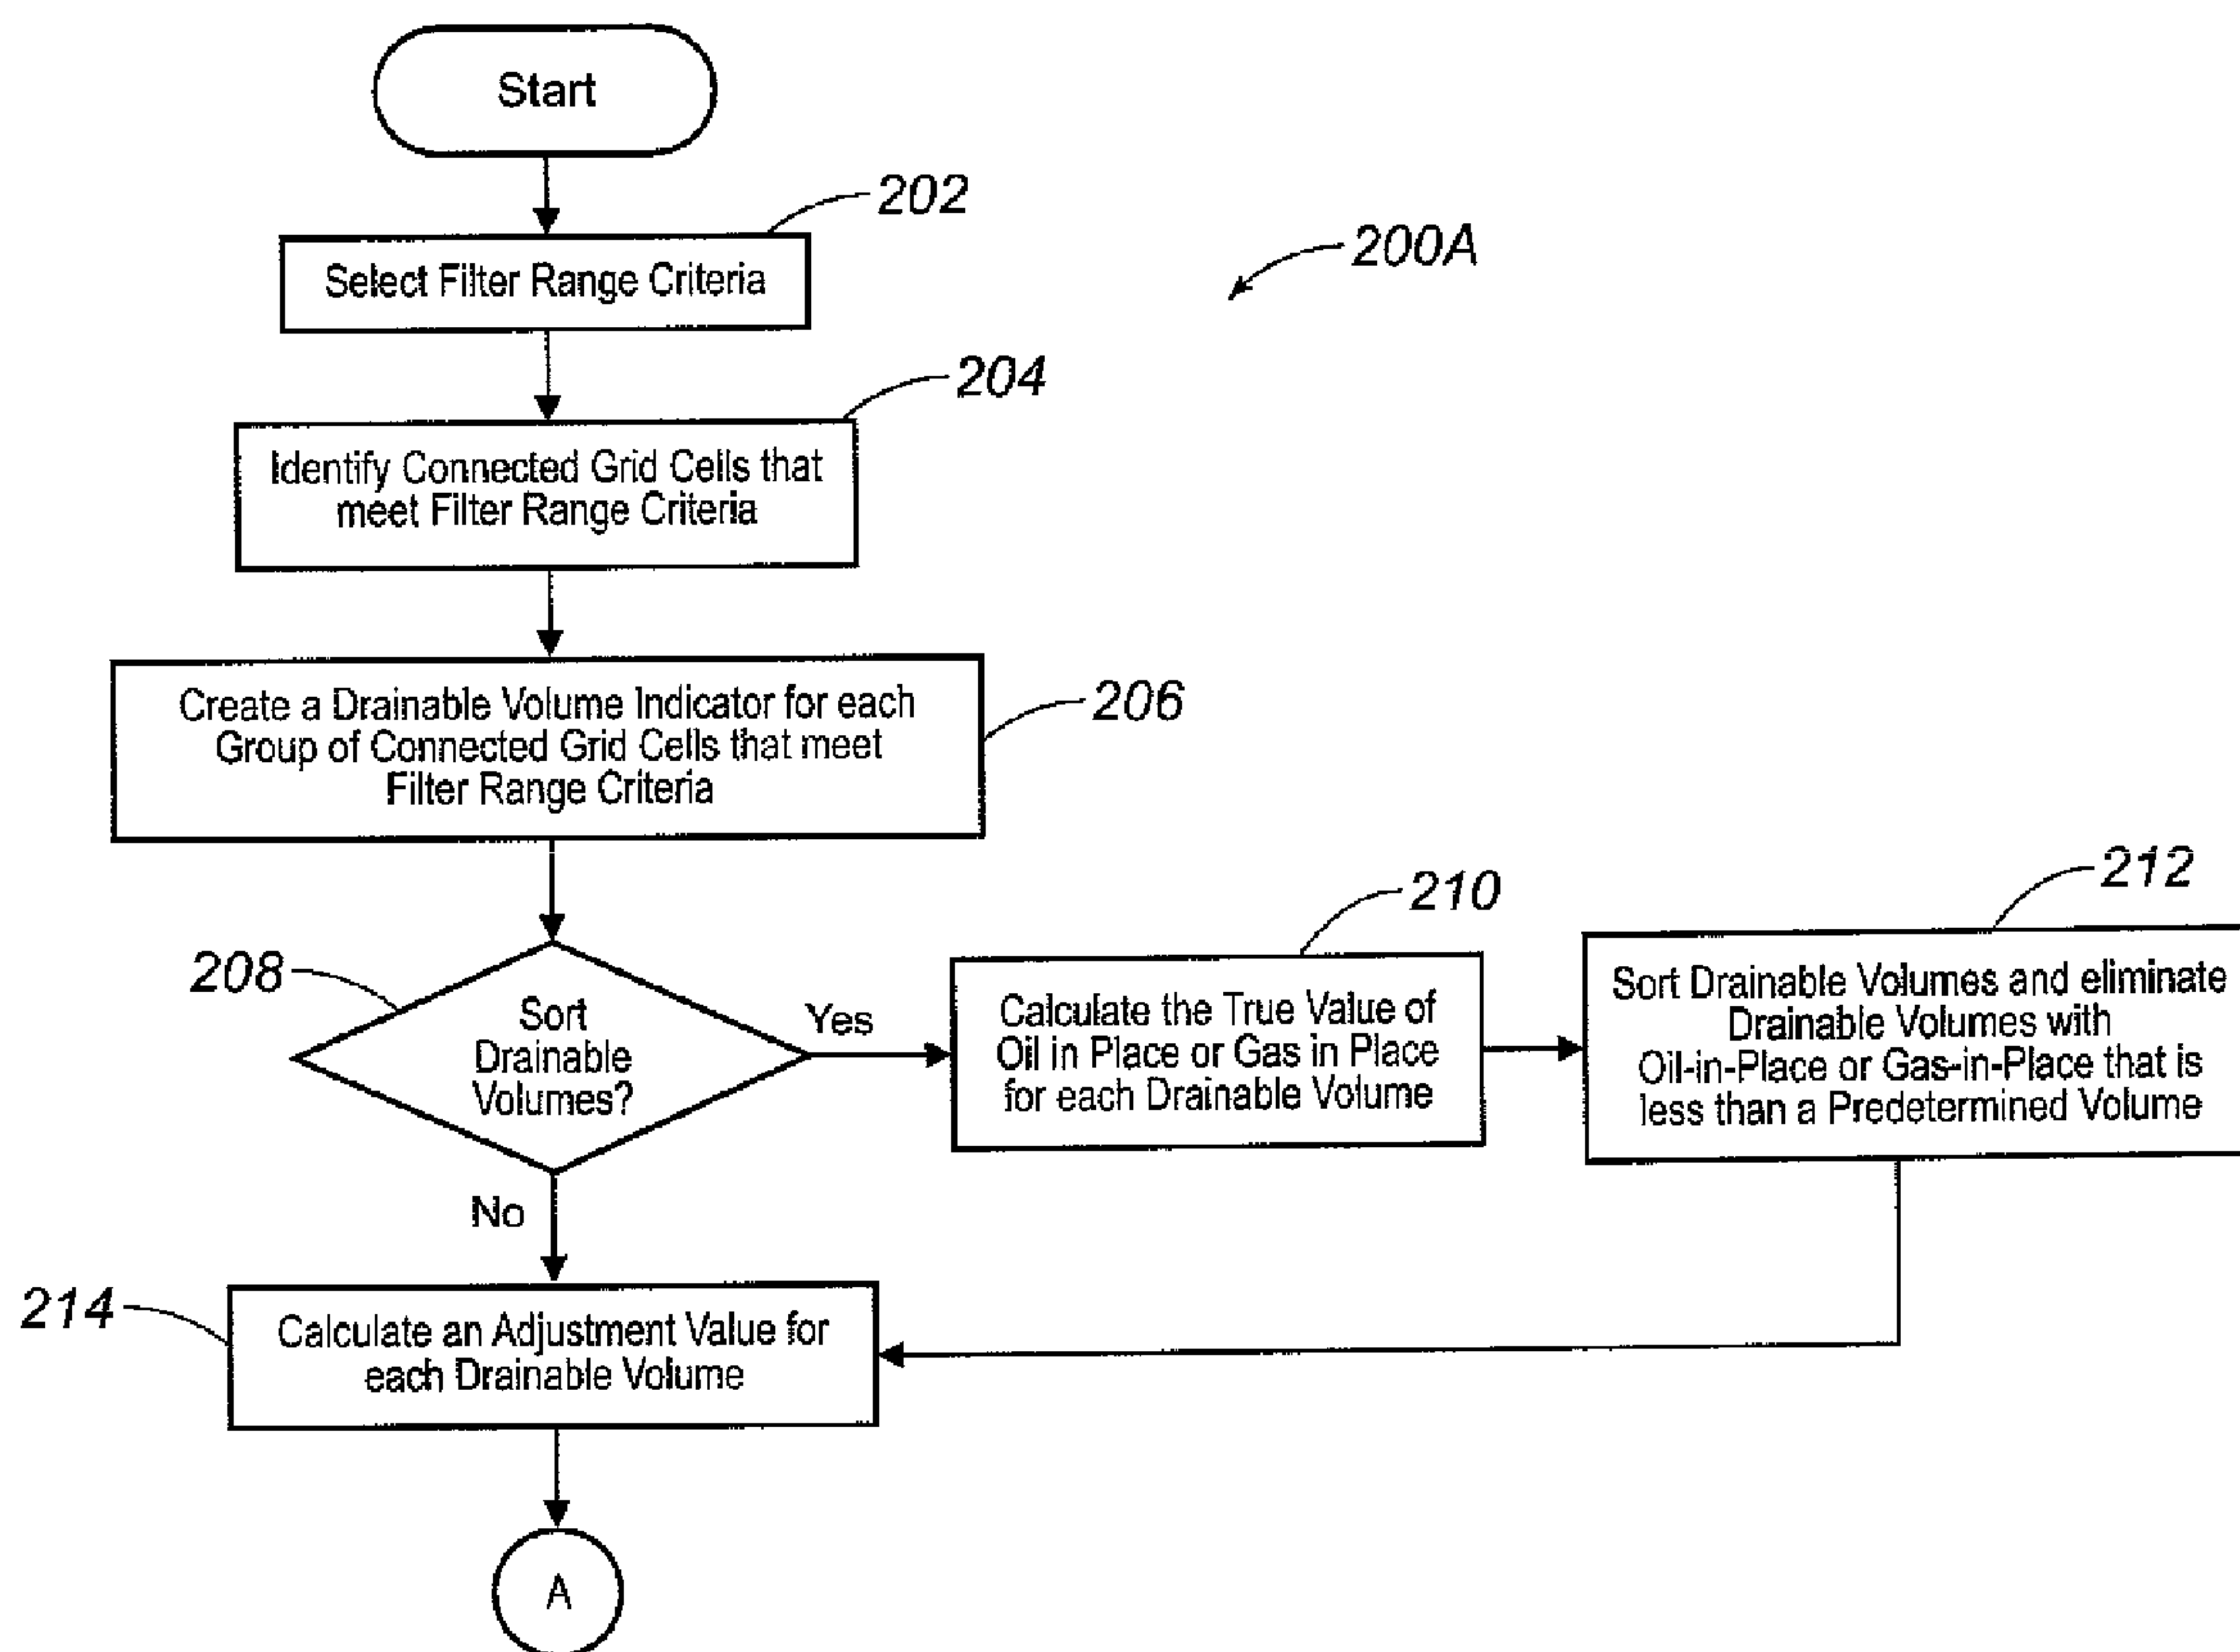 Start
202
Select Filter Range Criteria
200A
204
Identify Connected Grid Cells that
meet Filter Range Criteria
206
Create a Drainable Volume Indicator for each
Group of Connected Grid Cells that meet
Filter Range Criteria
208
Sort
Drainable
Volumes?
Yes
210
Calculate the True Value of
Oil in Place or Gas in Place
for each Drainable Volume
212
Sort Drainable Volumes and eliminate
Drainable Volumes with
Oil-in-Place or Gas-in-Place that is
less than a Predetermined Volume
No
214
Calculate an Adjustment Value for
each Drainable Volume
A